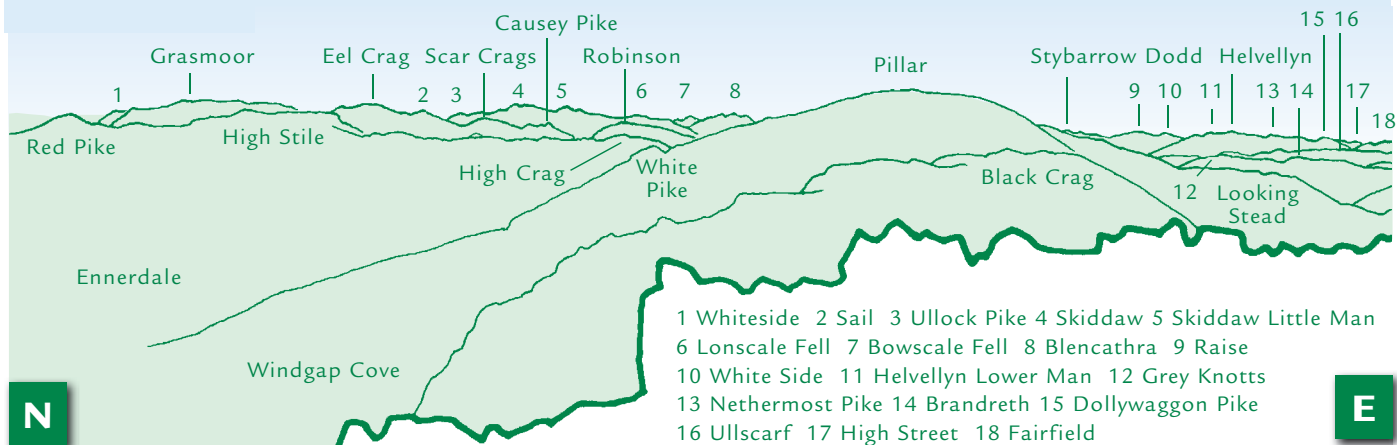 Causey Pike
15 16
Grasmoor Eel Crag Scar Crags Robinson Pillar Stybarrow Dodd Helvellyn
1 2 3 4 5 6 7 8 9 10 11 13 14 17
18
Red Pike High Stile
High Crag White
Pike
Black Crag
12 Looking
Stead
Ennerdale
Windgap Cove
1 Whiteside 2 Sail 3 Ullock Pike 4 Skiddaw 5 Skiddaw Little Man
6 Lonscale Fell 7 Bowscale Fell 8 Blencathra 9 Raise
10 White Side 11 Helvellyn Lower Man 12 Grey Knotts
13 Nethermost Pike 14 Brandreth 15 Dollywaggon Pike
16 Ullscarf 17 High Street 18 Fairfield
N
E